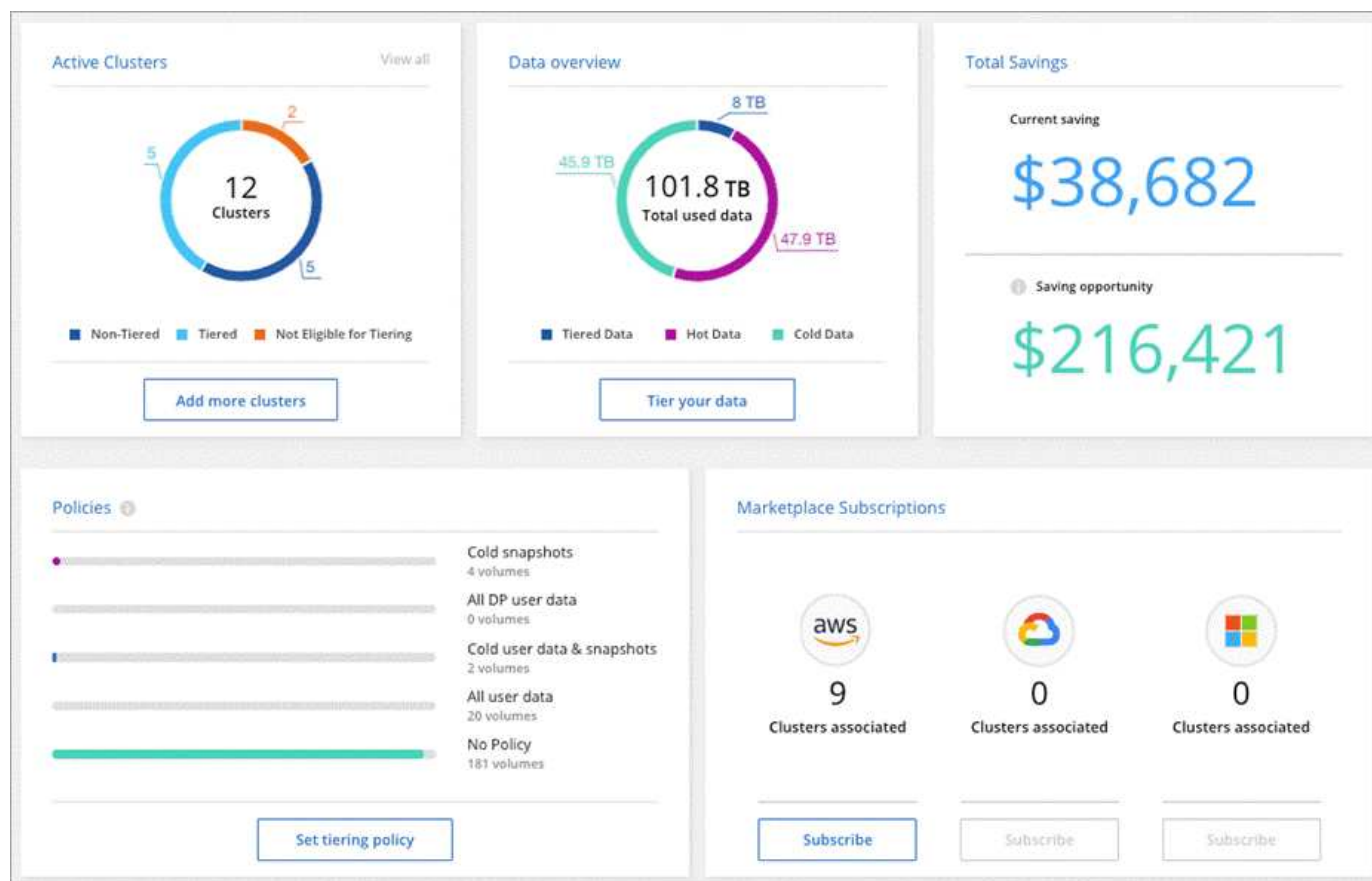 Active Clusters
View all
2
5
12
Clusters
5
Non-Tiered
Tiered
Not Eligible for Tiering
Add more clusters
Data overview
8 TB
45.9 TB
101.8 TB
Total used data
47.9 TB
Tiered Data
Hot Data
Cold Data
Tier your data
Total Savings
Current saving
$38,682
Saving opportunity
$216,421
Policies
Cold snapshots
4 volumes
All DP user data
0 volumes
Cold user data & snapshots
2 volumes
All user data
20 volumes
No Policy
181 volumes
Set tiering policy
Marketplace Subscriptions
aws
9
Clusters associated
Subscribe
0
Clusters associated
Subscribe
0
Clusters associated
Subscribe